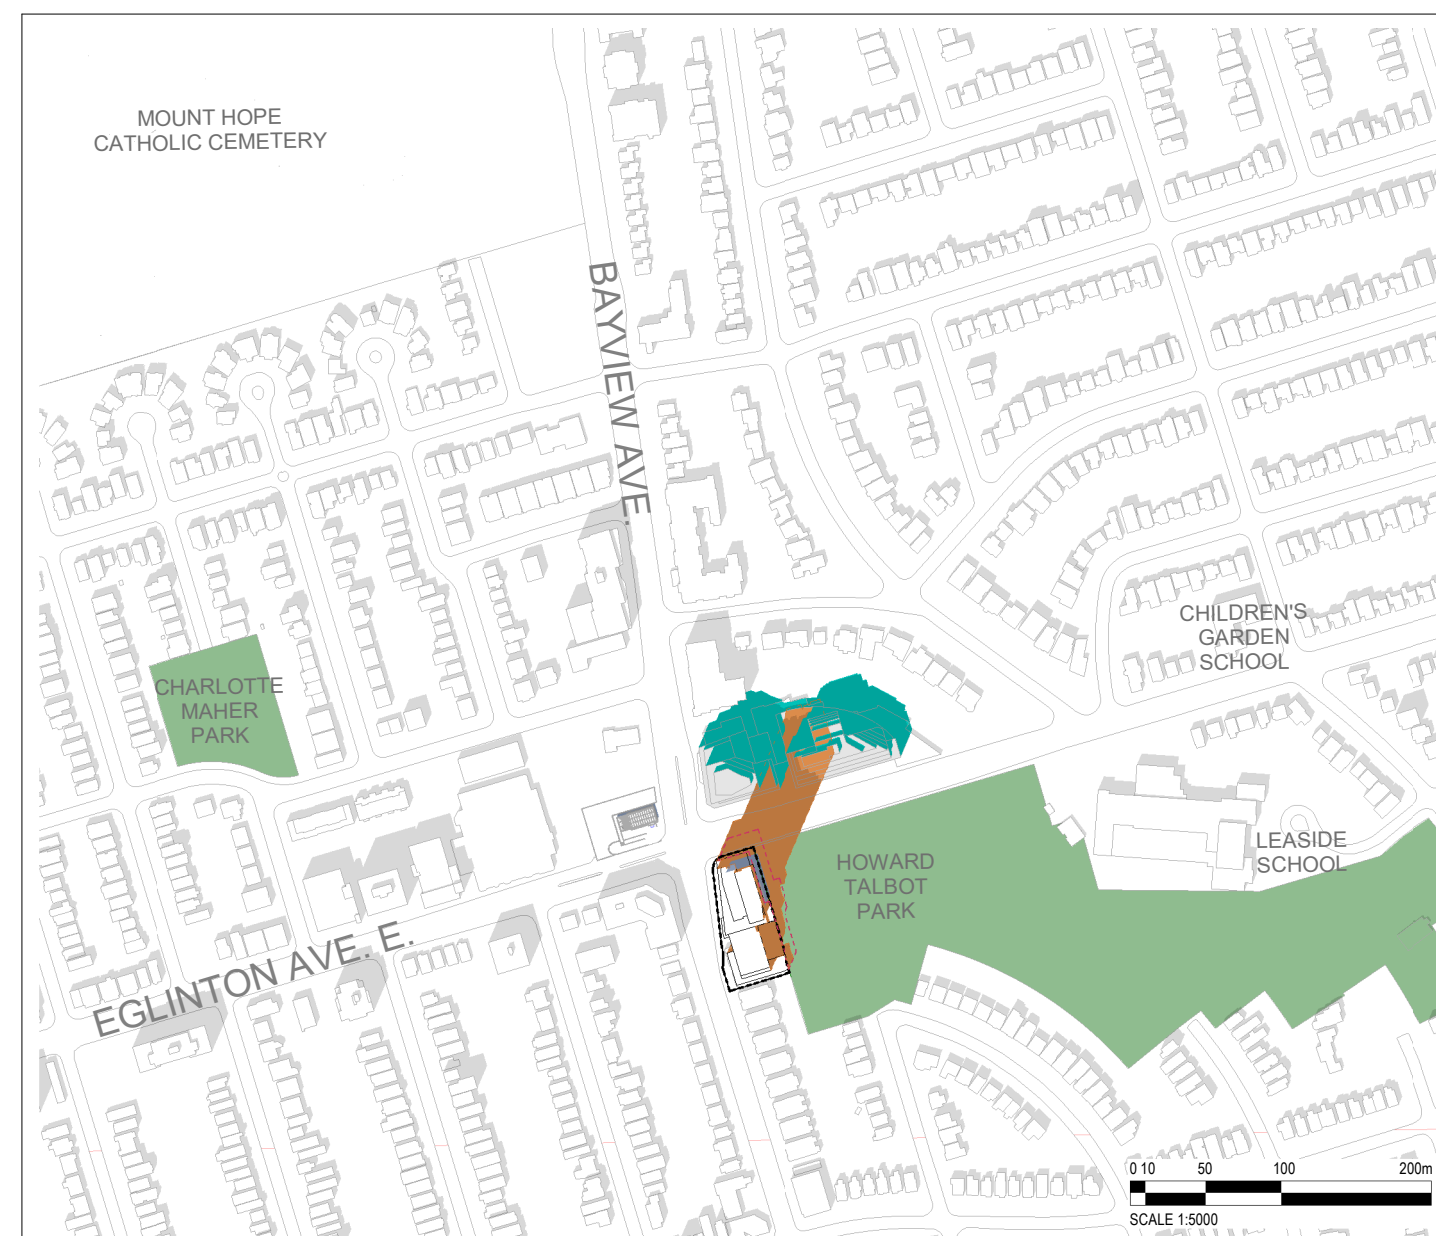 MOUNT HOPE
CATHOLIC CEMETERY
BAYVIEW AVE.
CHILDREN'S
GARDEN
SCHOOL
CHARLOTTE
MAHER
PARK
HOWARD
TALBOT
PARK
LEASIDE
SCHOOL
EGLINTON AVE. E.
0 10 50 100 200m
SCALE 1:5000